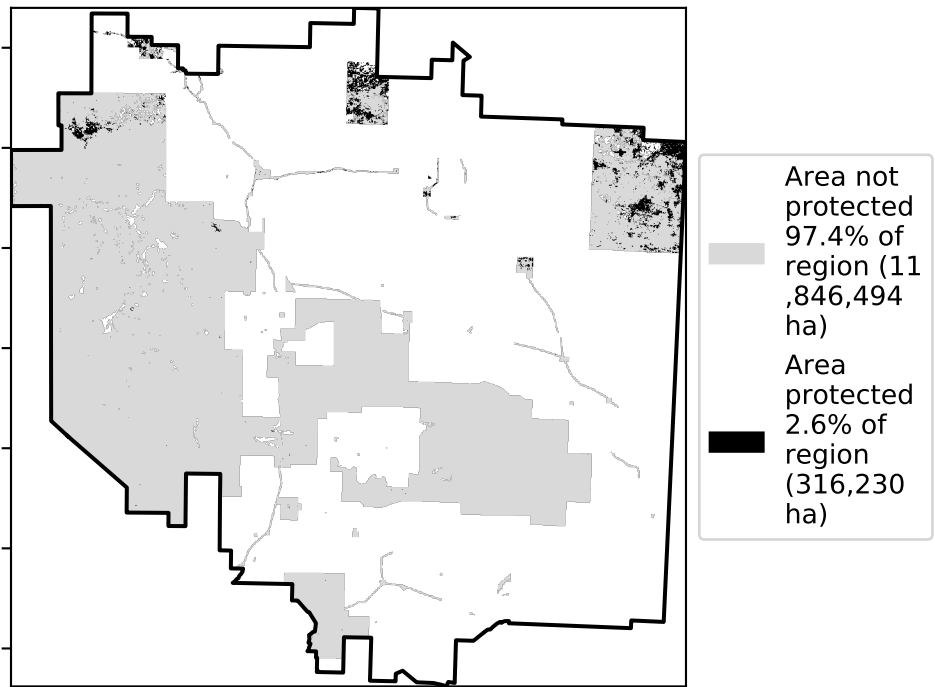 Area not
protected
97.4% of
region (11
,846,494
ha)
Area
protected
2.6% of
region
(316,230
ha)